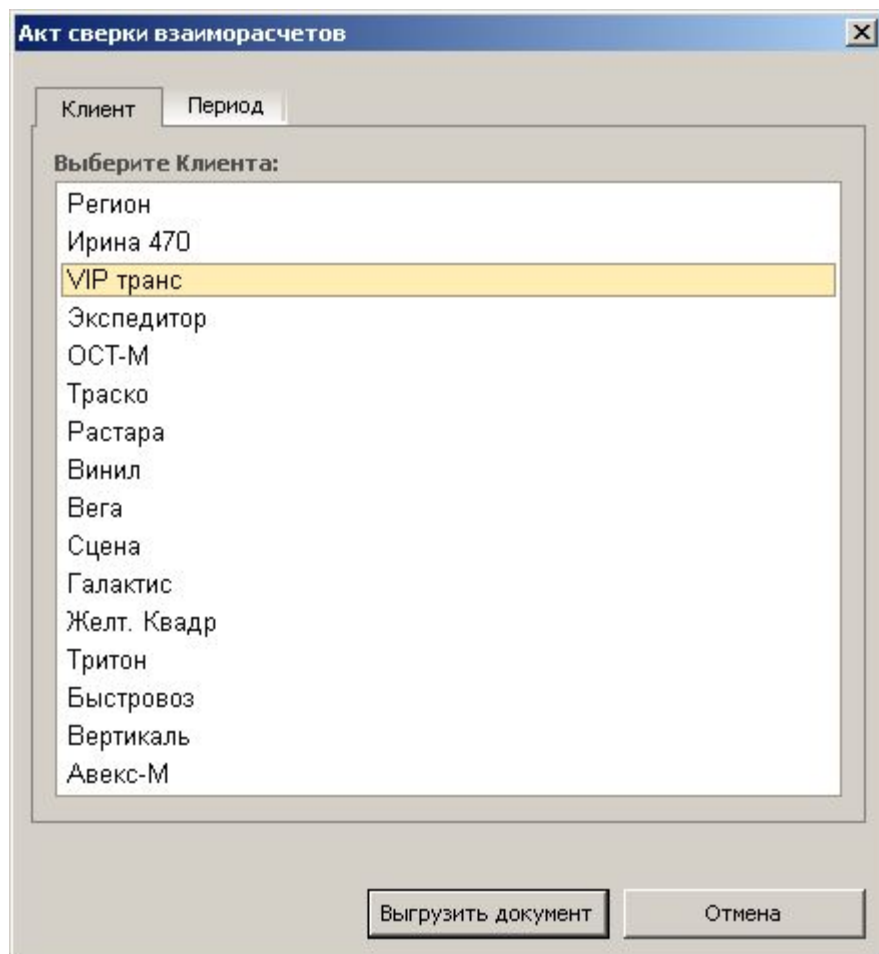 Акт сверки взаиморасчетов
Клиент Период
Выберите Клиента:
Регион
Ирина 470
VIP транс
Экспедитор
ОСТ-М
Траско
Растара
Винил
Вега
Сцена
Галактис
Желт. Квадр
Тритон
Быстровоз
Вертикаль
Авекс-М
Выгрузить документ Отмена